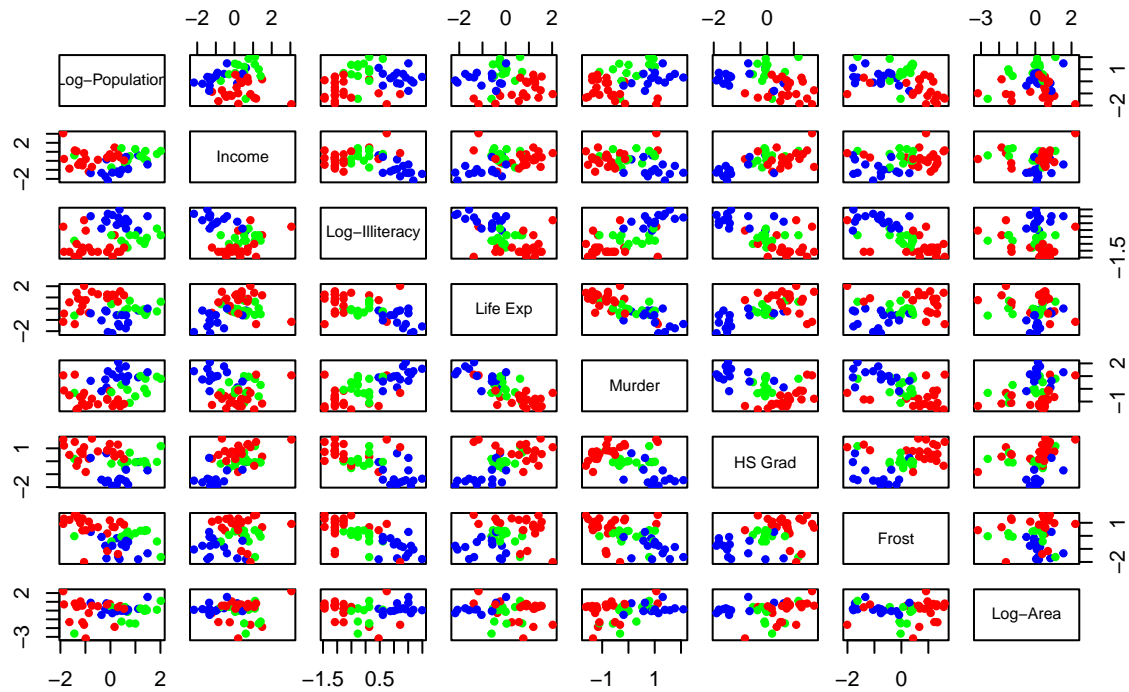 −2 0 2 −2 0 2 −2 0 −3 0 2
Log−Population 1 −2
2 −2 Income
Log−Illiteracy −1.5
2 −2 Life Exp
Murder 2 −1
1 −2 HS Grad
Frost 1 −2
2 −3 Log−Area
−2 0 2 −1.5 0.5 −1 1 −2 0